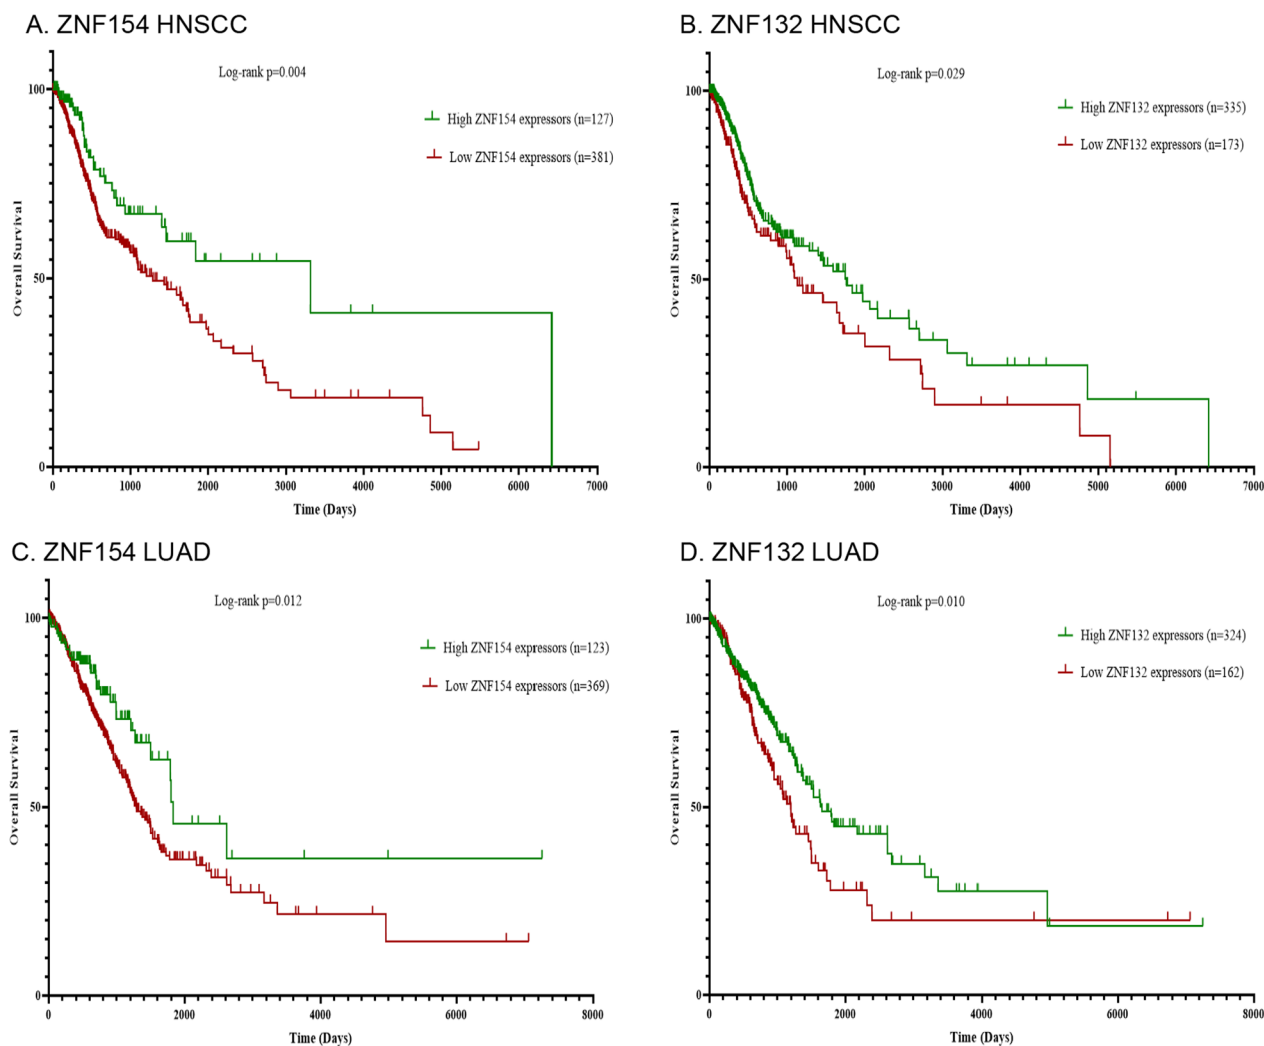 A. ZNF154 HNSCC
Log-rank p=0.004
High ZNF154 expressors (n=127)
Low ZNF154 expressors (n=381)
Overall Survival
100
50
0
0 1000 2000 3000 4000 5000 6000 7000
Time (Days)
B. ZNF132 HNSCC
Log-rank p=0.029
High ZNF132 expressors (n=335)
Low ZNF132 expressors (n=173)
Overall Survival
100
50
0
0 1000 2000 3000 4000 5000 6000 7000
Time (Days)
C. ZNF154 LUAD
Log-rank p=0.012
High ZNF154 expressors (n=123)
Low ZNF154 expressors (n=369)
Overall Survival
100
50
0
0 2000 4000 6000 8000
Time (Days)
D. ZNF132 LUAD
Log-rank p=0.010
High ZNF132 expressors (n=324)
Low ZNF132 expressors (n=162)
Overall Survival
100
50
0
0 2000 4000 6000 8000
Time (Days)